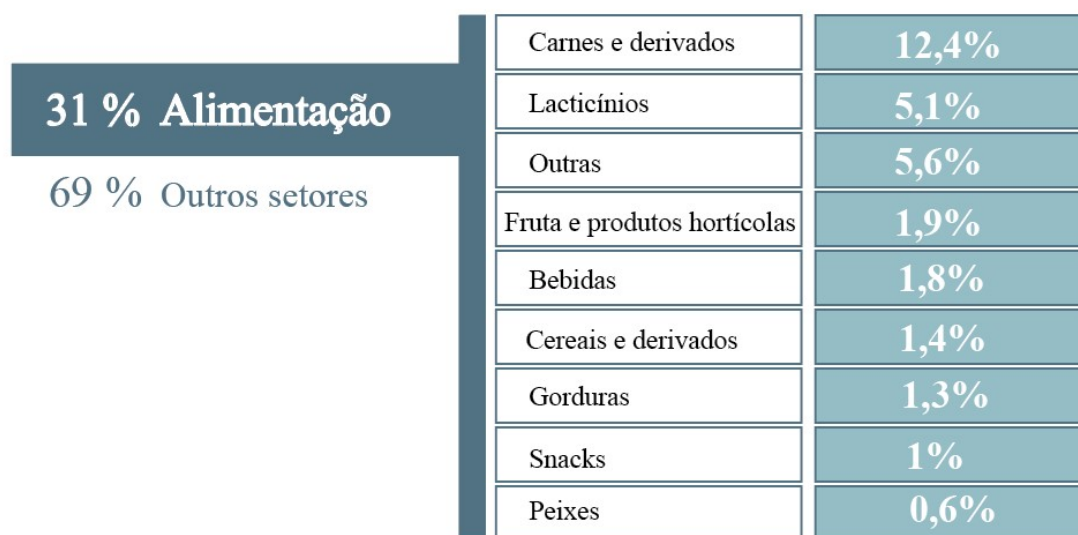 31 % Alimentação
69 % Outros setores
Carnes e derivados 12,4%
Lacticínios 5,1%
Outras 5,6%
Fruta e produtos hortícolas 1,9%
Bebidas 1,8%
Cereais e derivados 1,4%
Gorduras 1,3%
Snacks 1%
Peixes 0,6%